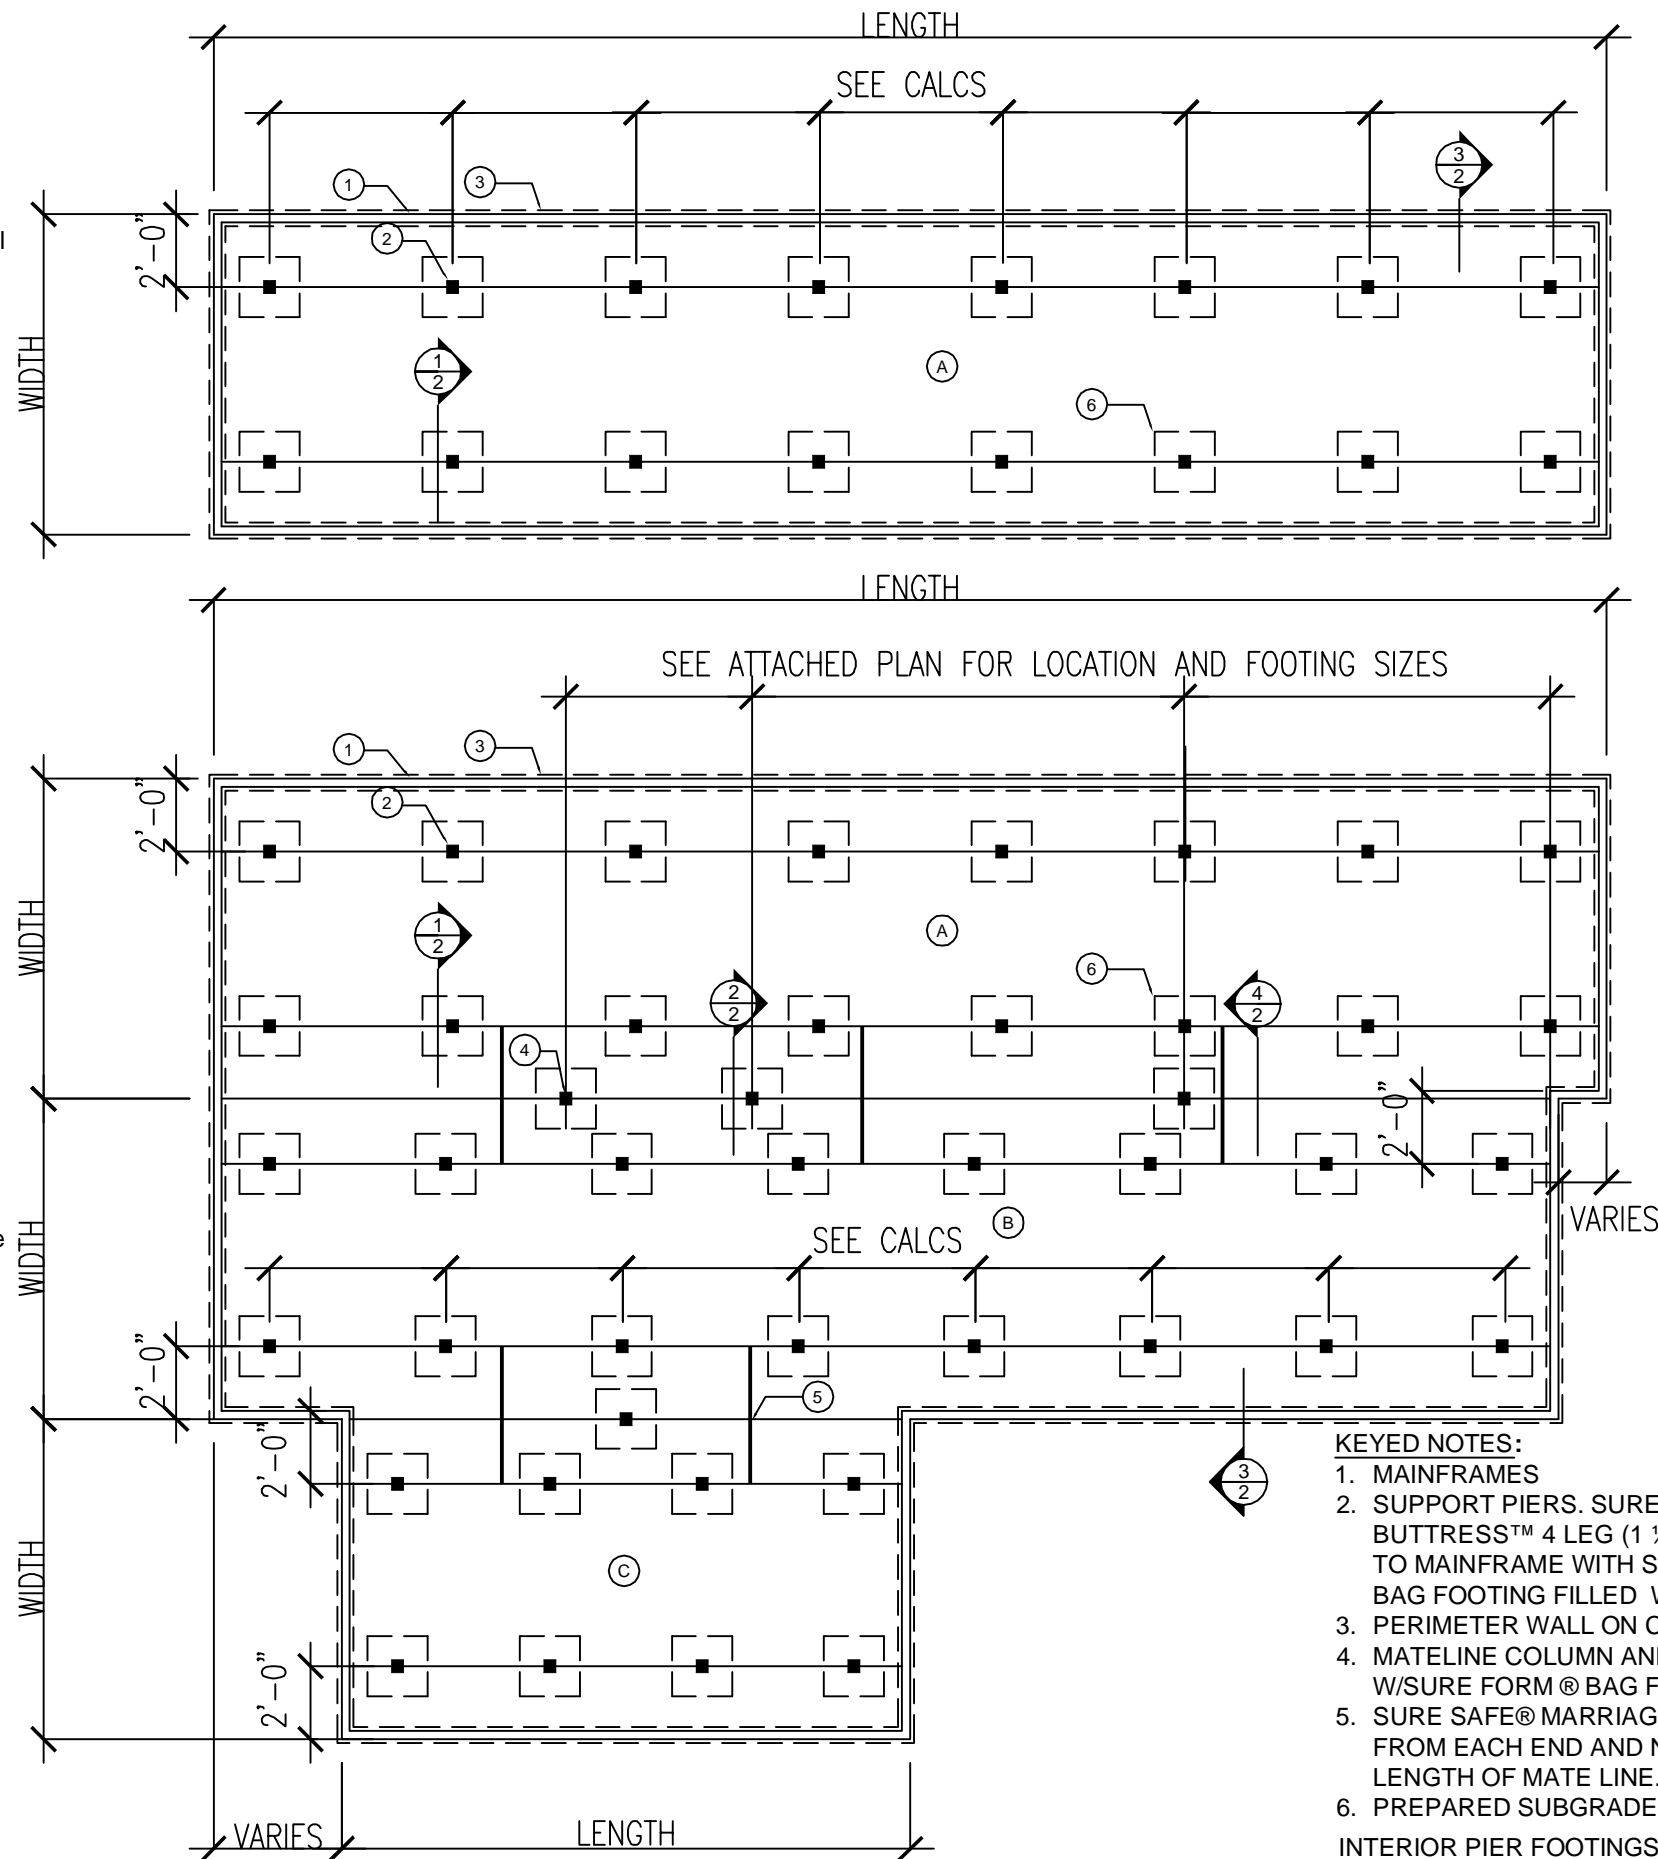 LENGTH
SEE CALCS
3
2
1
3
2
2'-0"
WIDTH
1
2
A
6
LENGTH
SEE ATTACHED PLAN FOR LOCATION AND FOOTING SIZES
1
3
2
2'-0"
WIDTH
1
2
A
6
2
2
4
2
4
2'-0"
VARIES
B
SEE CALCS
WIDTH
2'-0"
5
2'-0"
3
2
C
WIDTH
2'-0"
VARIES
LENGTH
KEYED NOTES:
1. MAINFRAMES
2. SUPPORT PIERS. SURE
BUTTRESS™ 4 LEG (1
TO MAINFRAME WITH S
BAG FOOTING FILLED
3. PERIMETER WALL ON
4. MATELINE COLUMN AN
W/SURE FORM ® BAG F
5. SURE SAFE® MARRIAG
FROM EACH END AND
LENGTH OF MATE LINE.
6. PREPARED SUBGRADE
INTERIOR PIER FOOTINGS